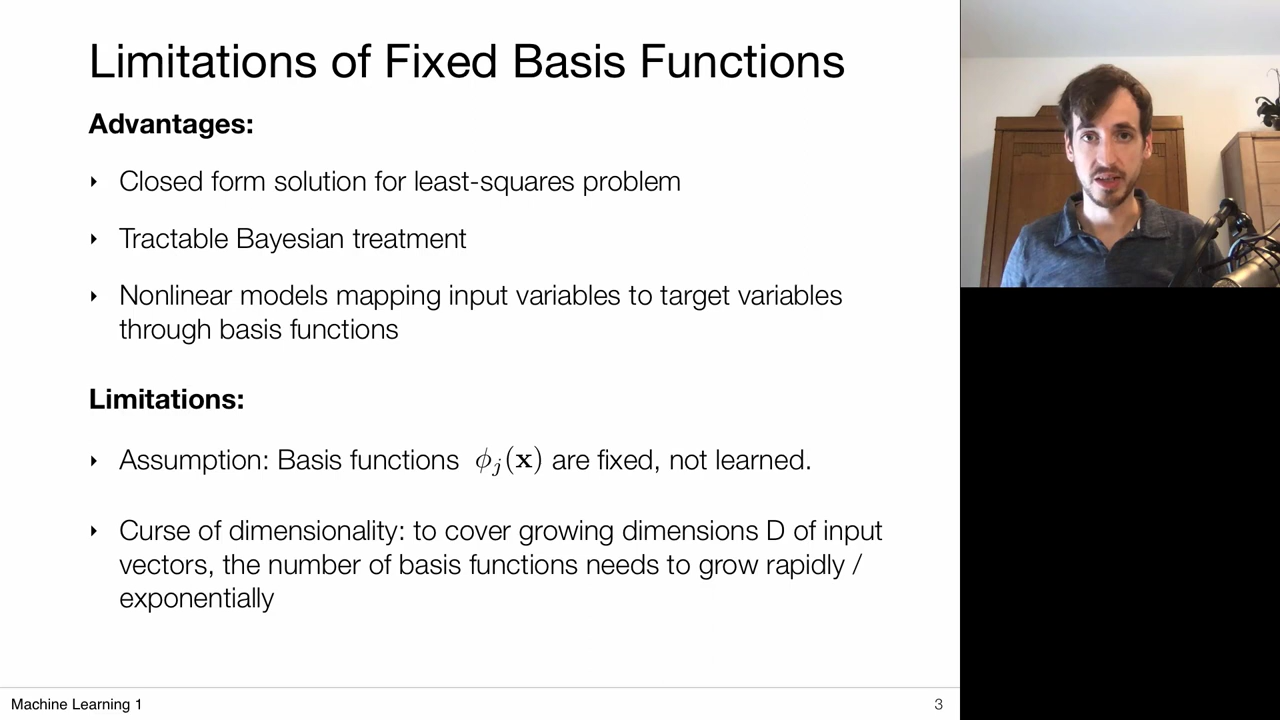 Limitations of Fixed Basis Functions
Advantages:
‣ Closed form solution for least-squares problem
‣ Tractable Bayesian treatment
‣ Nonlinear models mapping input variables to target variables
through basis functions
Limitations:
‣ Assumption: Basis functions ϕⱼ(𝐱) are fixed, not learned.
‣ Curse of dimensionality: to cover growing dimensions D of input
vectors, the number of basis functions needs to grow rapidly /
exponentially
Machine Learning 1
3